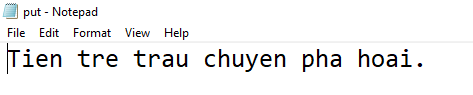 put - Notepad
File Edit Format View Help
Tien tre trau chuyen pha hoai.